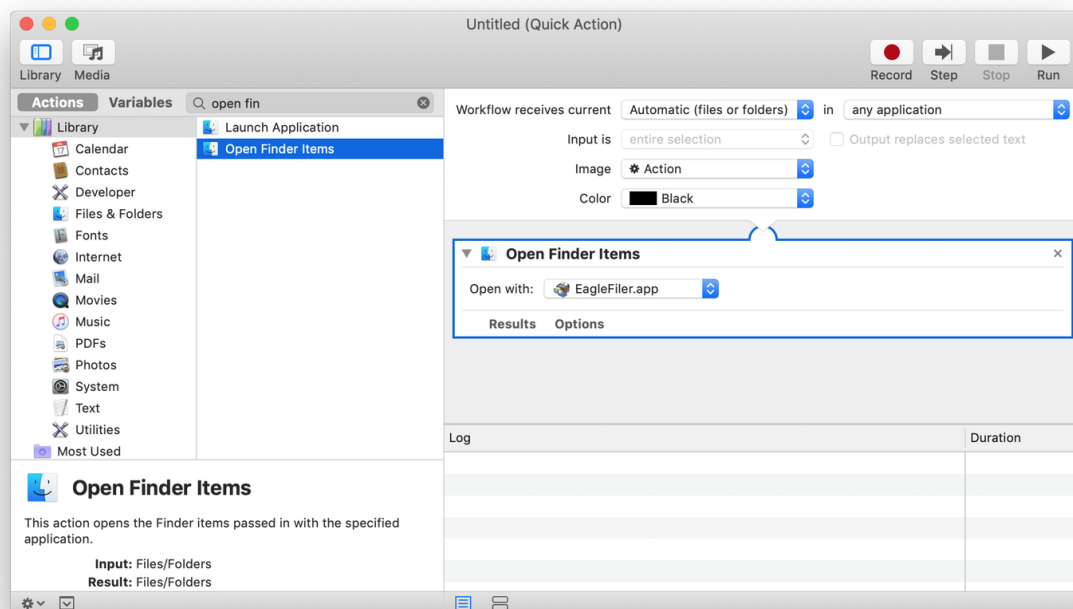 Untitled (Quick Action)
Library Media Record Step Stop Run
Actions Variables open fin
Library
Calendar
Contacts
Developer
Files & Folders
Fonts
Internet
Mail
Movies
Music
PDFs
Photos
System
Text
Utilities
Most Used
Launch Application
Open Finder Items
Workflow receives current Automatic (files or folders) in any application
Input is entire selection Output replaces selected text
Image Action
Color Black
Open Finder Items
Open with: EagleFiler.app
Results Options
Log Duration
Open Finder Items
This action opens the Finder items passed in with the specified
application.
Input: Files/Folders
Result: Files/Folders